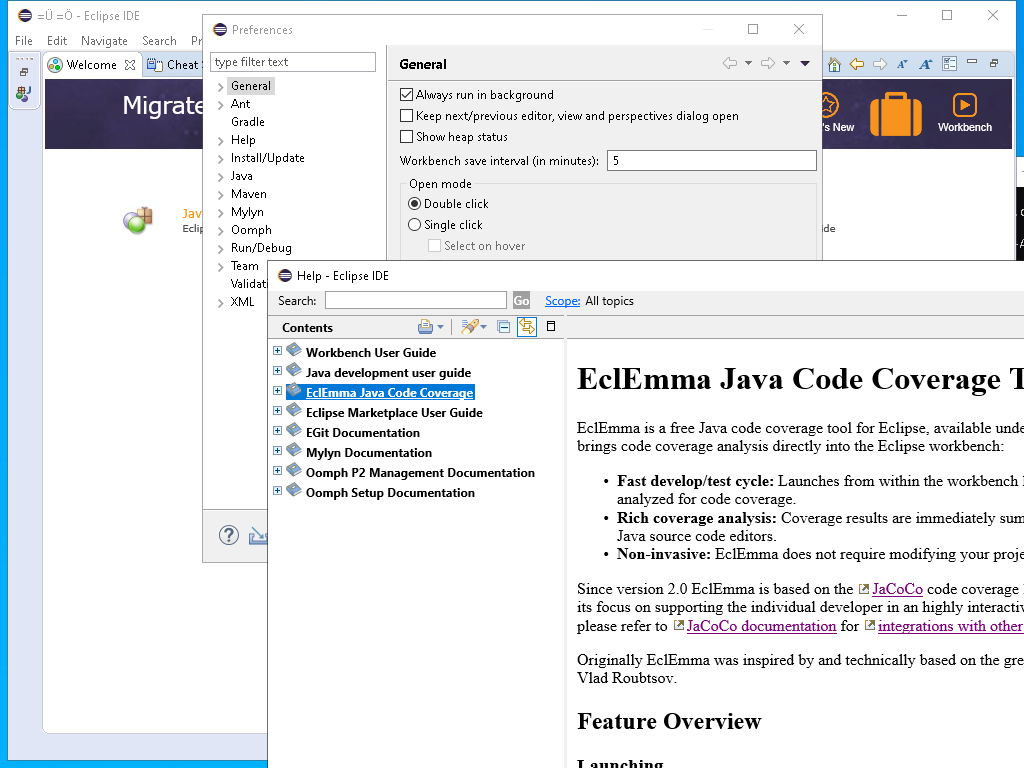 =Ü =Ö - Eclipse IDE
File Edit Navigate Search
Welcome
Cheat
Migrate
's New
Workbench
Jav
Eclip
de
Preferences
type filter text
General
Ant
Gradle
Help
Install/Update
Java
Maven
Mylyn
Oomph
Run/Debug
Team
Validati
XML
General
Always run in background
Keep next/previous editor, view and perspectives dialog open
Show heap status
Workbench save interval (in minutes): 5
Open mode
Double click
Single click
Select on hover
Help - Eclipse IDE
Search: Go Scope: All topics
Contents
Workbench User Guide
Java development user guide
EclEmma Java Code Coverage
Eclipse Marketplace User Guide
EGit Documentation
Mylyn Documentation
Oomph P2 Management Documentation
Oomph Setup Documentation
EclEmma Java Code Coverage T
EclEmma is a free Java code coverage tool for Eclipse, available unde
brings code coverage analysis directly into the Eclipse workbench:
• Fast develop/test cycle: Launches from within the workbench
analyzed for code coverage.
• Rich coverage analysis: Coverage results are immediately sum
Java source code editors.
• Non-invasive: EclEmma does not require modifying your proje
Since version 2.0 EclEmma is based on the JaCoCo code coverage
its focus on supporting the individual developer in an highly interactiv
please refer to JaCoCo documentation for integrations with other
Originally EclEmma was inspired by and technically based on the gre
Vlad Roubtsov.
Feature Overview
Launching